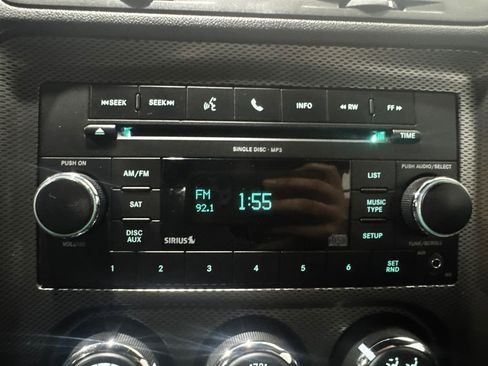 ⏮SEEK SEEK⏭ INFO ◀◀ RW FF ▶▶
TIME
SINGLE DISC · MP3
PUSH ON AM/FM LIST PUSH AUDIO/SELECT
SAT FM 1:55 MUSIC
92.1 TYPE
DISC SETUP
AUX SIRIUS
VOLUME TUNE/SCROLL
1 2 3 4 5 6 SET
RND